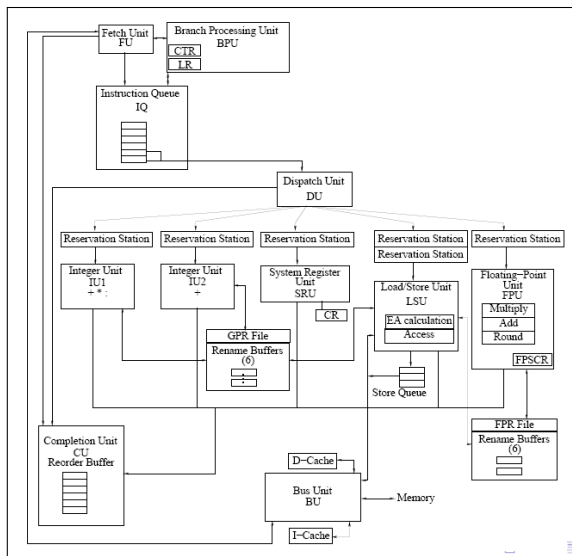 Fetch Unit
FU
Branch Processing Unit
BPU
CTR
LR
Instruction Queue
IQ
Dispatch Unit
DU
Reservation Station
Reservation Station
Reservation Station
Reservation Station
Reservation Station
Reservation Station
Integer Unit
IU1
+ * :
Integer Unit
IU2
+
System Register
Unit
SRU
CR
Load/Store Unit
LSU
EA calculation
Access
Store Queue
Floating−Point
Unit
FPU
Multiply
Add
Round
FPSCR
GPR File
Rename Buffers
(6)
FPR File
Rename Buffers
(6)
Completion Unit
CU
Reorder Buffer
D−Cache
Bus Unit
BU
Memory
I−Cache